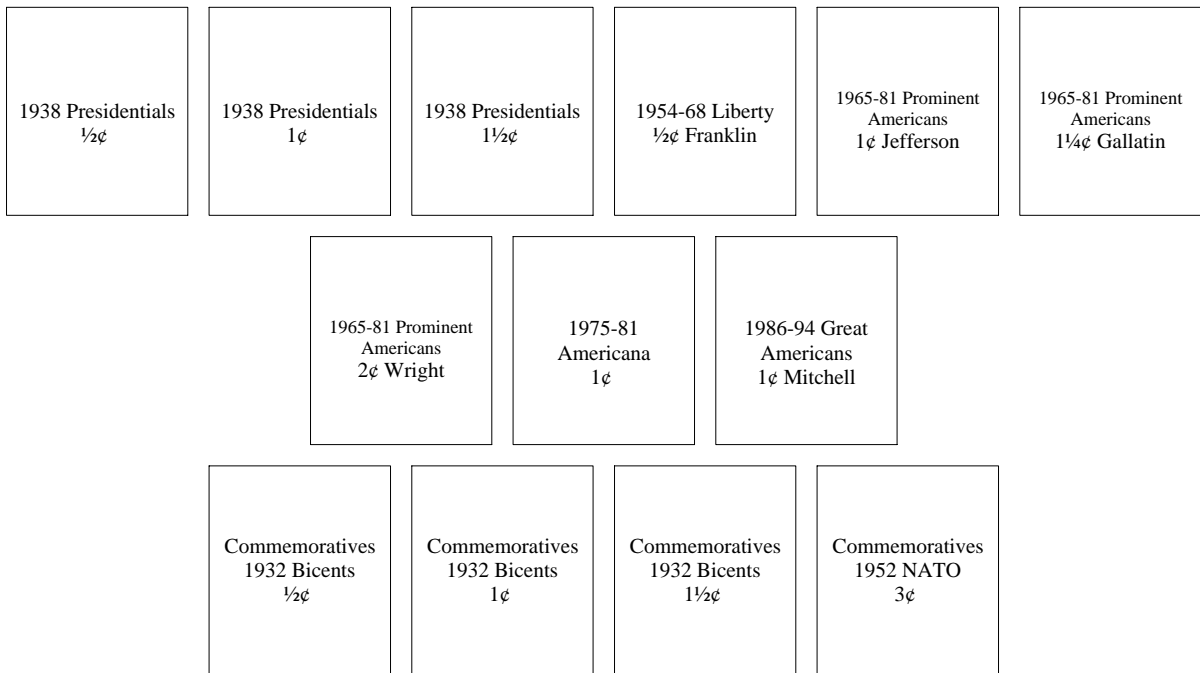 1938 Presidentials
½¢
1938 Presidentials
1¢
1938 Presidentials
1½¢
1954-68 Liberty
½¢ Franklin
1965-81 Prominent
Americans
1¢ Jefferson
1965-81 Prominent
Americans
1¼¢ Gallatin
1965-81 Prominent
Americans
2¢ Wright
1975-81
Americana
1¢
1986-94 Great
Americans
1¢ Mitchell
Commemoratives
1932 Bicents
½¢
Commemoratives
1932 Bicents
1¢
Commemoratives
1932 Bicents
1½¢
Commemoratives
1952 NATO
3¢